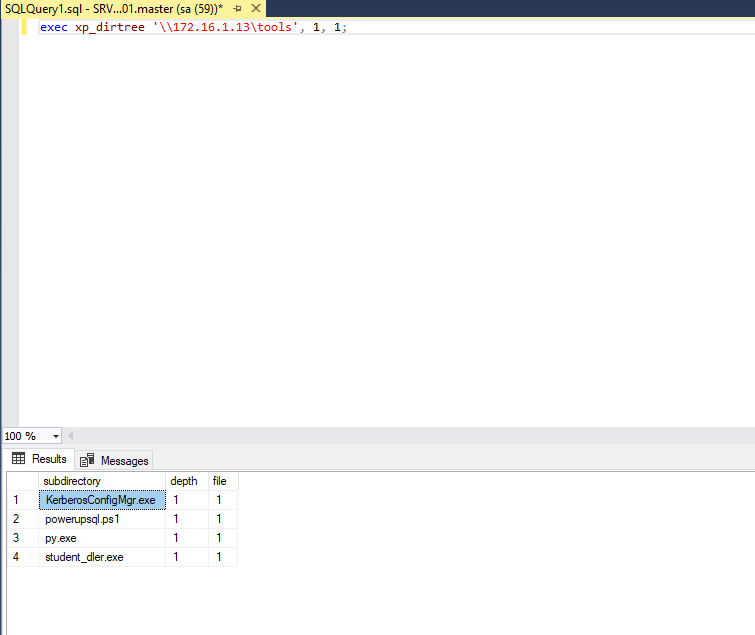 SQLQuery1.sql - SRV...01.master (sa (59))*
exec xp_dirtree '\\172.16.1.13\tools', 1, 1;
100 %
Results Messages
subdirectory depth file
1 KerberosConfigMgr.exe 1 1
2 powerupsql.ps1 1 1
3 py.exe 1 1
4 student_dler.exe 1 1